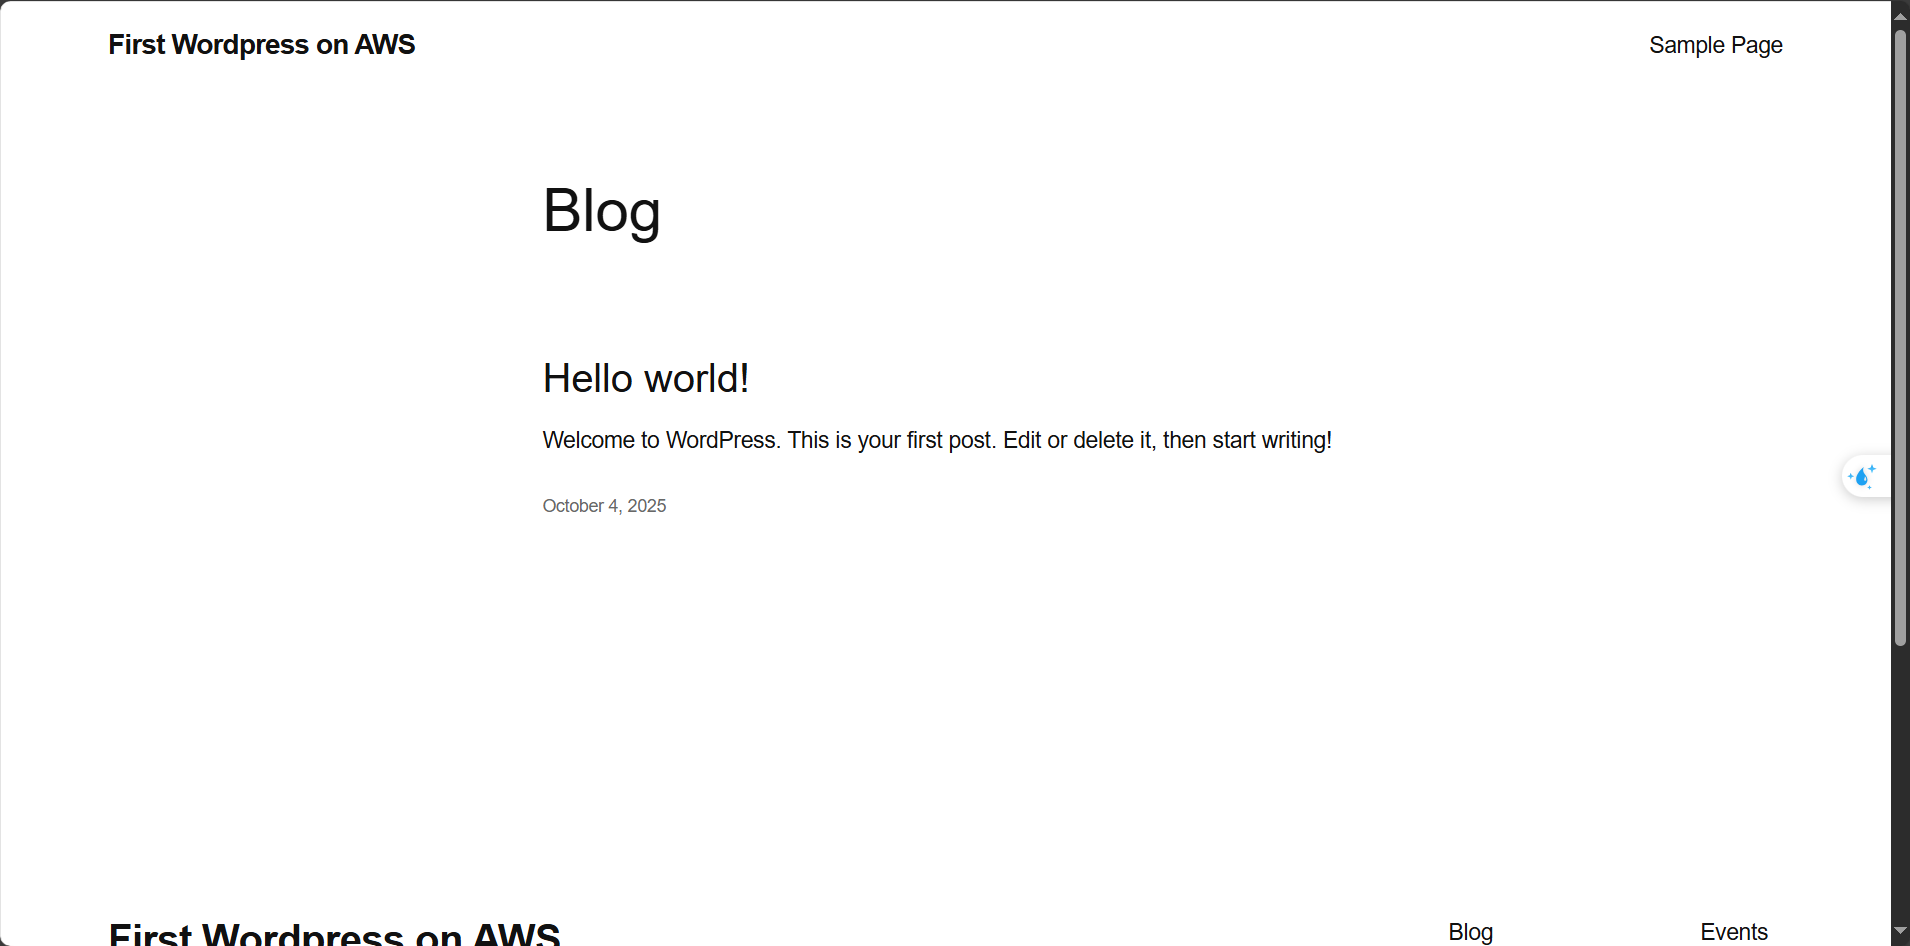 First Wordpress on AWS
Sample Page
Blog
Hello world!
Welcome to WordPress. This is your first post. Edit or delete it, then start writing!
October 4, 2025
First Wordpress on AWS
Blog
Events